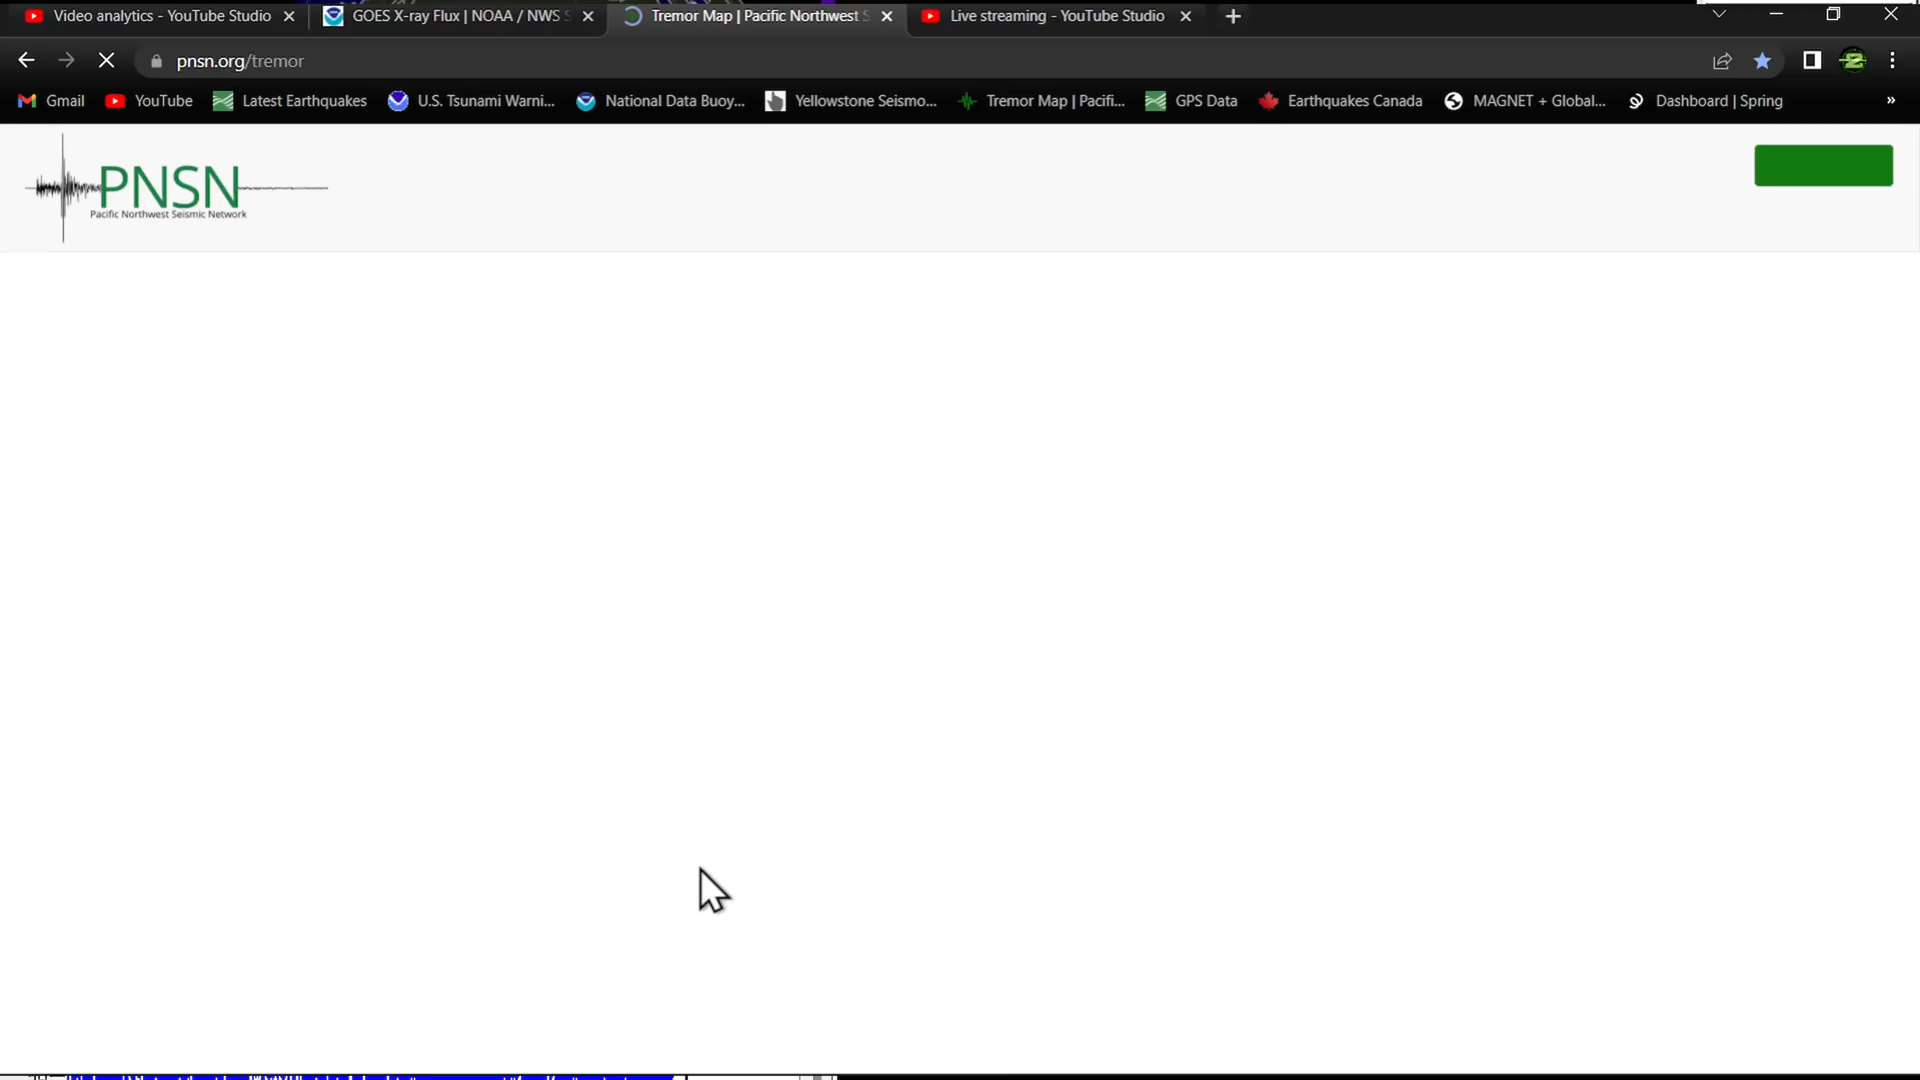 Video analytics - YouTube Studio
GOES X-ray Flux | NOAA / NWS S
Tremor Map | Pacific Northwest S
Live streaming - YouTube Studio
pnsn.org/tremor
Gmail
YouTube
Latest Earthquakes
U.S. Tsunami Warni...
National Data Buoy...
Yellowstone Seismo...
Tremor Map | Pacifi...
GPS Data
Earthquakes Canada
MAGNET + Global...
Dashboard | Spring
»
PNSN
Pacific Northwest Seismic Network